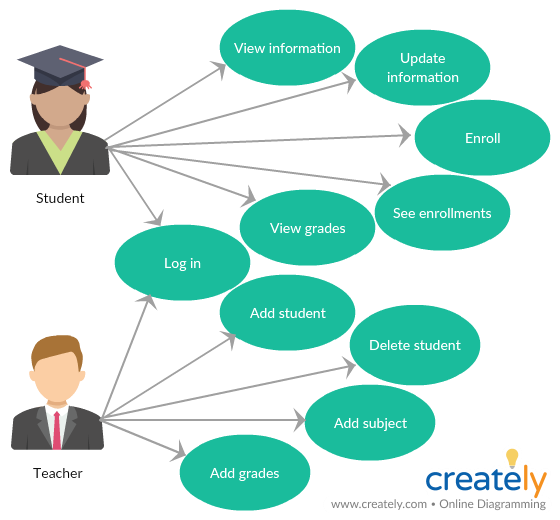 View information
Update
information
Enroll
Student
See enrollments
View grades
Log in
Add student
Delete student
Add subject
Teacher
Add grades
creately
www.creately.com • Online Diagramming